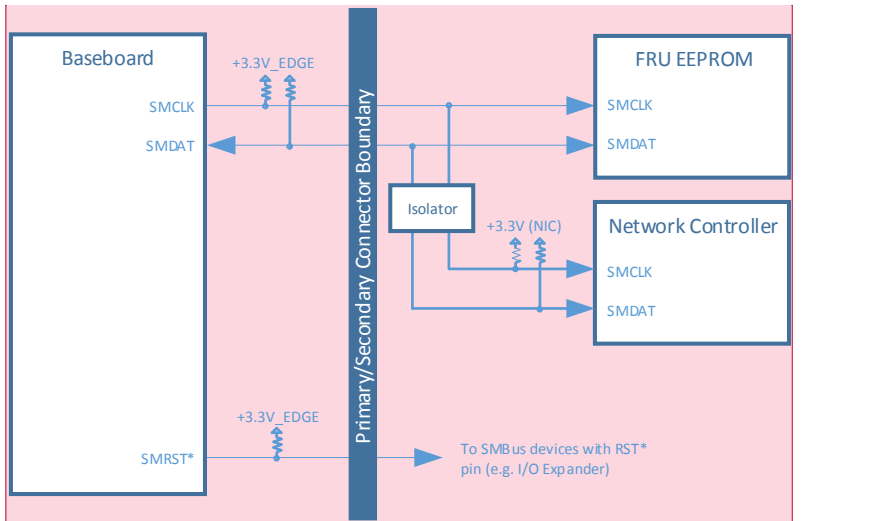 Baseboard
FRU EEPROM
+3.3V_EDGE
SMCLK
SMCLK
SMDAT
SMDAT
Primary/Secondary Connector Boundary
Isolator
+3.3V (NIC)
Network Controller
SMCLK
SMDAT
+3.3V_EDGE
SMRST*
To SMBus devices with RST*
pin (e.g. I/O Expander)